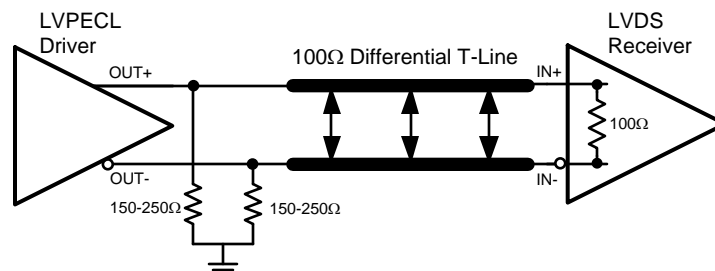 LVPECL
Driver
LVDS
Receiver
100Ω Differential T-Line
OUT+
IN+
100Ω
OUT-
IN-
150-250Ω
150-250Ω